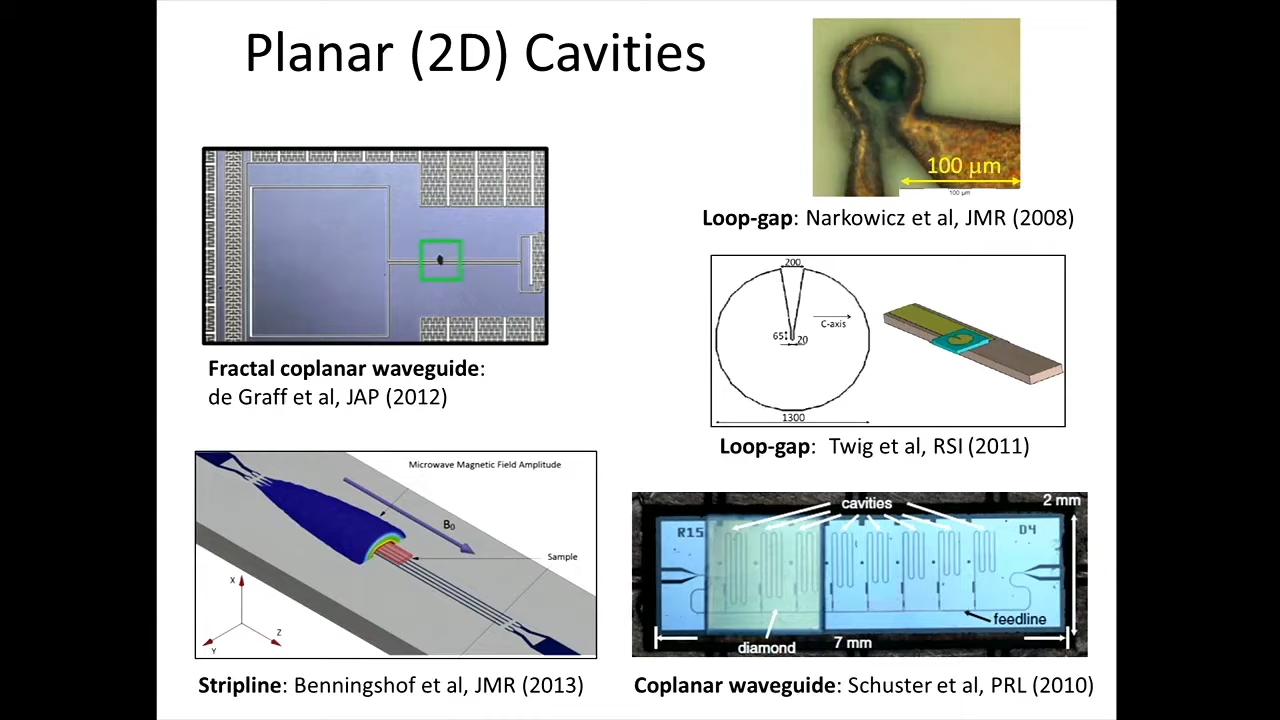 Planar (2D) Cavities
100 µm
100 µm
Loop-gap: Narkowicz et al, JMR (2008)
Fractal coplanar waveguide:
de Graff et al, JAP (2012)
200
C-axis
65
20
1300
Loop-gap: Twig et al, RSI (2011)
Microwave Magnetic Field Amplitude
B0
Sample
X
Z
Y
Stripline: Benningshof et al, JMR (2013)
cavities
2 mm
R15
D4
feedline
diamond
7 mm
Coplanar waveguide: Schuster et al, PRL (2010)